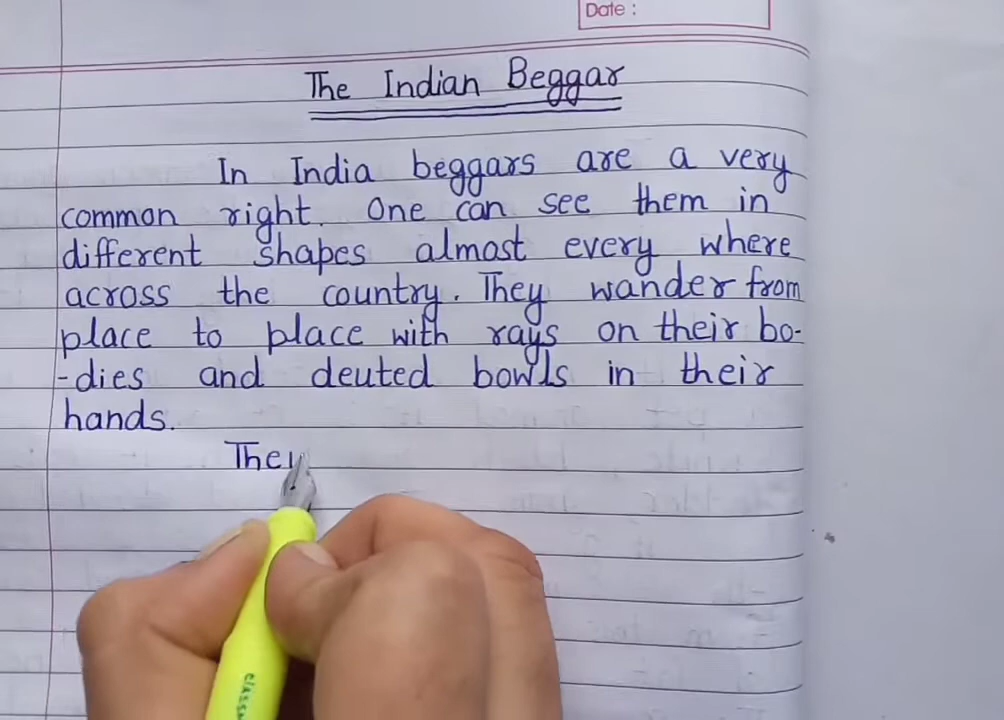 Date :
The Indian Beggar
In India beggars are a very
common right. One can see them in
different shapes almost every where
across the country. They wander from
place to place with rays on their bo-
-dies and deuted bowls in their
hands.
They